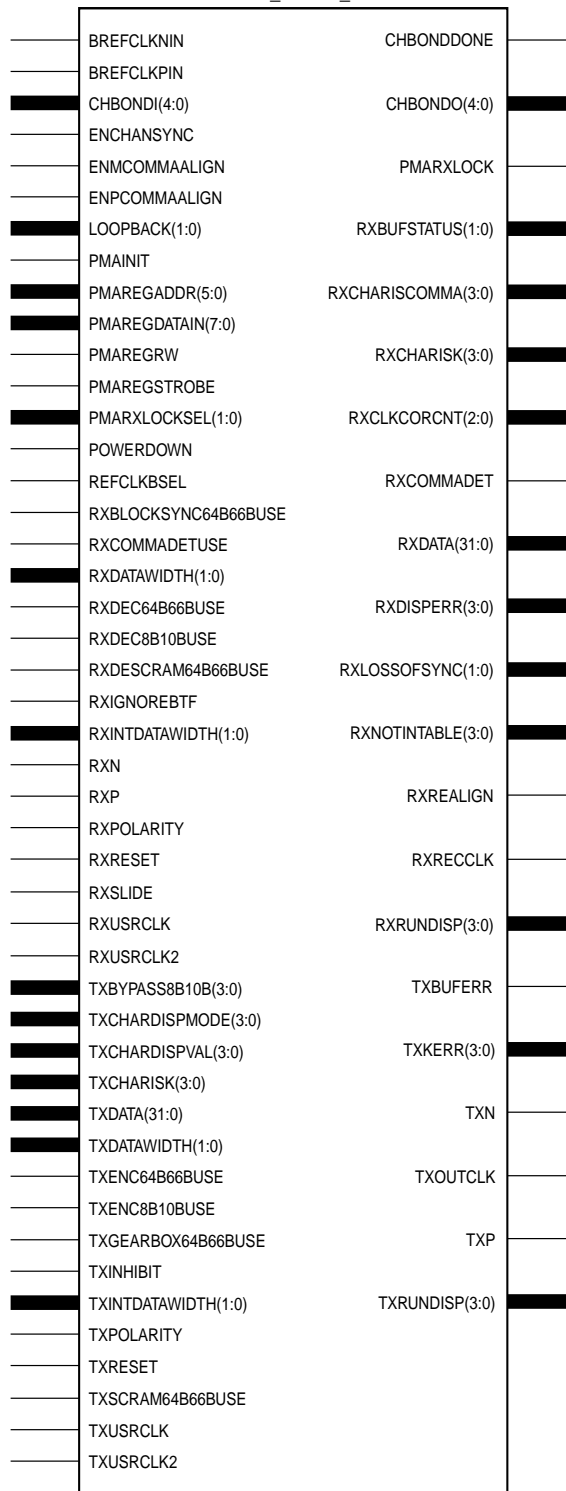 BREFCLKNIN
CHBONDDONE
BREFCLKPIN
CHBONDI(4:0)
CHBONDO(4:0)
ENCHANSYNC
ENMCOMMAALIGN
PMARXLOCK
ENPCOMMAALIGN
LOOPBACK(1:0)
RXBUFSTATUS(1:0)
PMAINIT
PMAREGADDR(5:0)
RXCHARISCOMMA(3:0)
PMAREGDATAIN(7:0)
PMAREGRW
RXCHARISK(3:0)
PMAREGSTROBE
PMARXLOCKSEL(1:0)
RXCLKCORCNT(2:0)
POWERDOWN
REFCLKBSEL
RXCOMMADET
RXBLOCKSYNC64B66BUSE
RXCOMMADETUSE
RXDATA(31:0)
RXDATAWIDTH(1:0)
RXDEC64B66BUSE
RXDISPERR(3:0)
RXDEC8B10BUSE
RXDESCRAM64B66BUSE
RXLOSSOFSYNC(1:0)
RXIGNOREBTF
RXINTDATAWIDTH(1:0)
RXNOTINTABLE(3:0)
RXN
RXP
RXREALIGN
RXPOLARITY
RXRESET
RXRECCLK
RXSLIDE
RXUSRCLK
RXRUNDISP(3:0)
RXUSRCLK2
TXBYPASS8B10B(3:0)
TXBUFERR
TXCHARDISPMODE(3:0)
TXCHARDISPVAL(3:0)
TXKERR(3:0)
TXCHARISK(3:0)
TXDATA(31:0)
TXN
TXDATAWIDTH(1:0)
TXENC64B66BUSE
TXOUTCLK
TXENC8B10BUSE
TXGEARBOX64B66BUSE
TXP
TXINHIBIT
TXINTDATAWIDTH(1:0)
TXRUNDISP(3:0)
TXPOLARITY
TXRESET
TXSCRAM64B66BUSE
TXUSRCLK
TXUSRCLK2